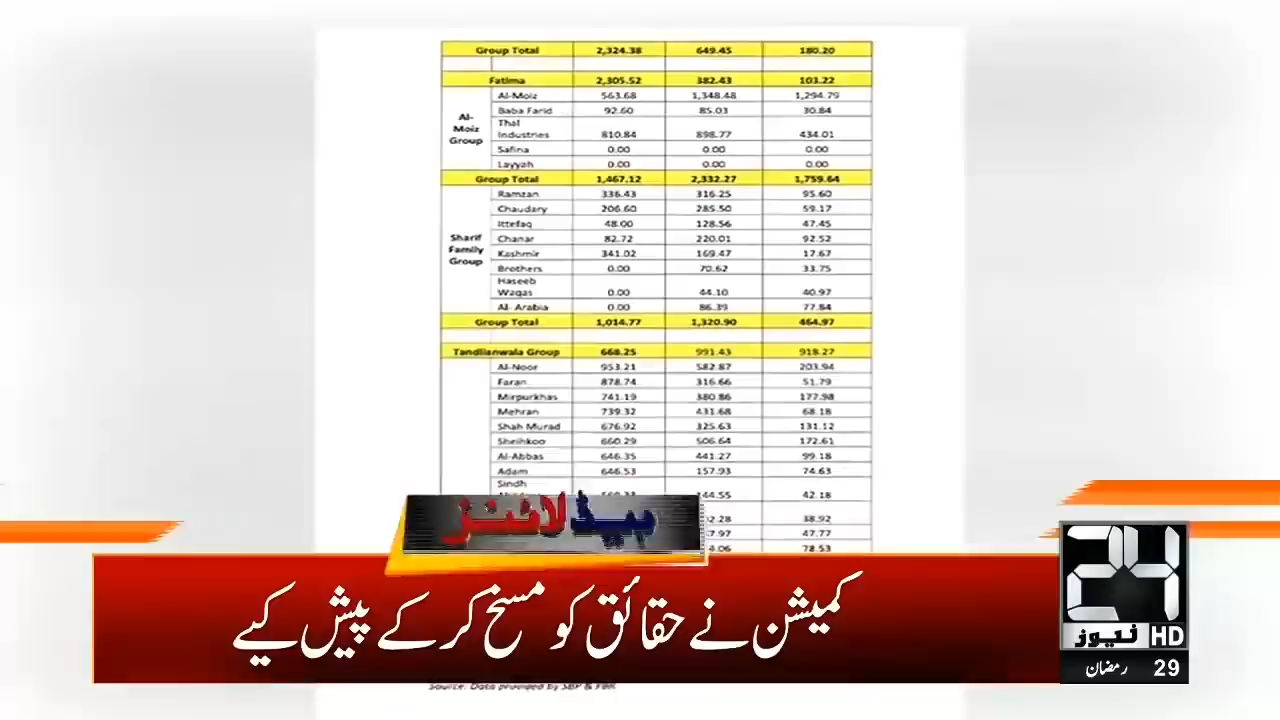 Group Total 2,324.38 649.45 180.20
Fatima 2,305.52 382.43 103.22
Al-Moiz Group
Al-Moiz 563.68 1,348.48 1,294.79
Baba Farid 92.60 85.03 30.84
Thal Industries 810.84 898.77 434.01
Safina 0.00 0.00 0.00
Layyah 0.00 0.00 0.00
Group Total 1,467.12 2,332.27 1,759.64
Sharif Family Group
Ramzan 336.43 316.25 95.60
Chaudary 206.60 285.50 59.17
Ittefaq 48.00 128.56 47.45
Chanar 82.72 220.01 92.52
Kashmir 341.02 169.47 17.67
Brothers 0.00 70.62 33.75
Haseeb Waqas 0.00 44.10 40.97
Al- Arabia 0.00 86.39 77.84
Group Total 1,014.77 1,320.90 464.97
Tandlianwala Group 668.25 991.43 918.27
Al-Noor 953.21 582.87 203.94
Faran 878.74 316.66 51.79
Mirpurkhas 741.19 380.86 177.98
Mehran 739.32 431.68 68.18
Shah Murad 676.92 325.63 131.12
Sheihkoo 660.29 506.64 172.61
Al-Abbas 646.35 441.27 99.18
Adam 646.53 157.93 74.63
Sindh 42.18
38.92
47.77
78.53
ہیڈ لائنز
کمیشن نے حقائق کو مسخ کر کے پیش کیے
24
نیوز HD
29 رمضان
Source: Data provided by SBP & FBR